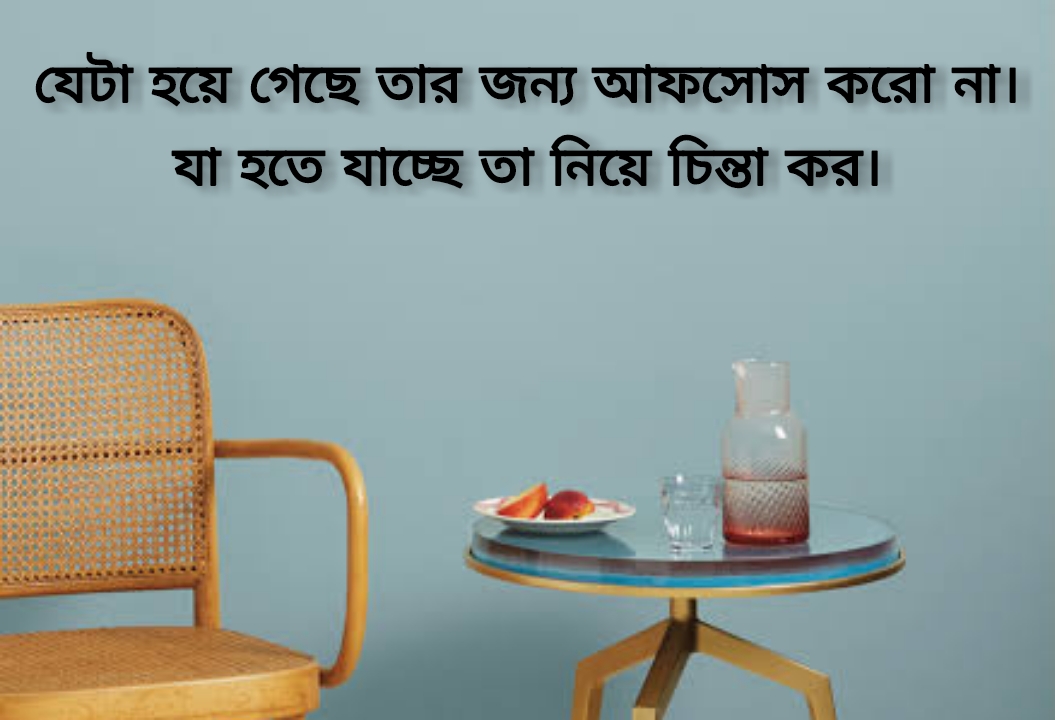 যেটা হয়ে গেছে তার জন্য আফসোস করো না।
যা হতে যাচ্ছে তা নিয়ে চিন্তা কর।